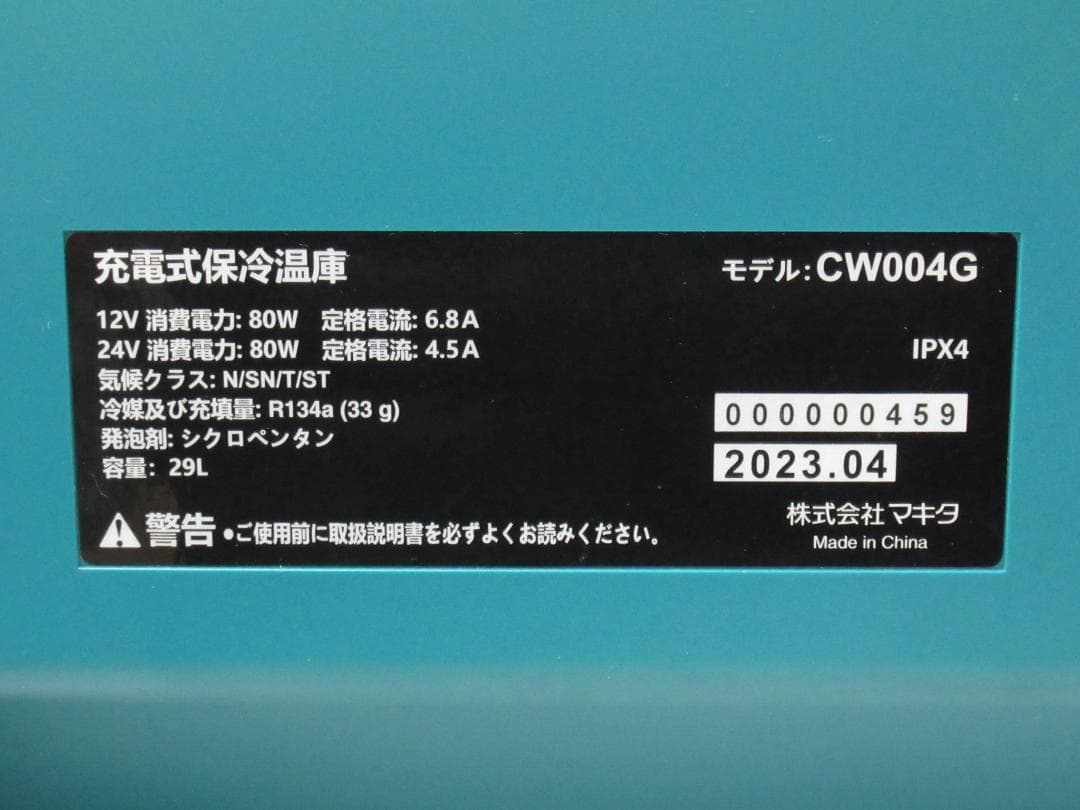 充電式保冷温庫
モデル:CW004G
12V 消費電力: 80W 定格電流: 6.8A
24V 消費電力: 80W 定格電流: 4.5A
IPX4
気候クラス: N/SN/T/ST
冷媒及び充填量: R134a (33 g)
000000459
発泡剤: シクロペンタン
容量: 29L
2023.04
株式会社マキタ
警告 ●ご使用前に取扱説明書を必ずよくお読みください。
Made in China